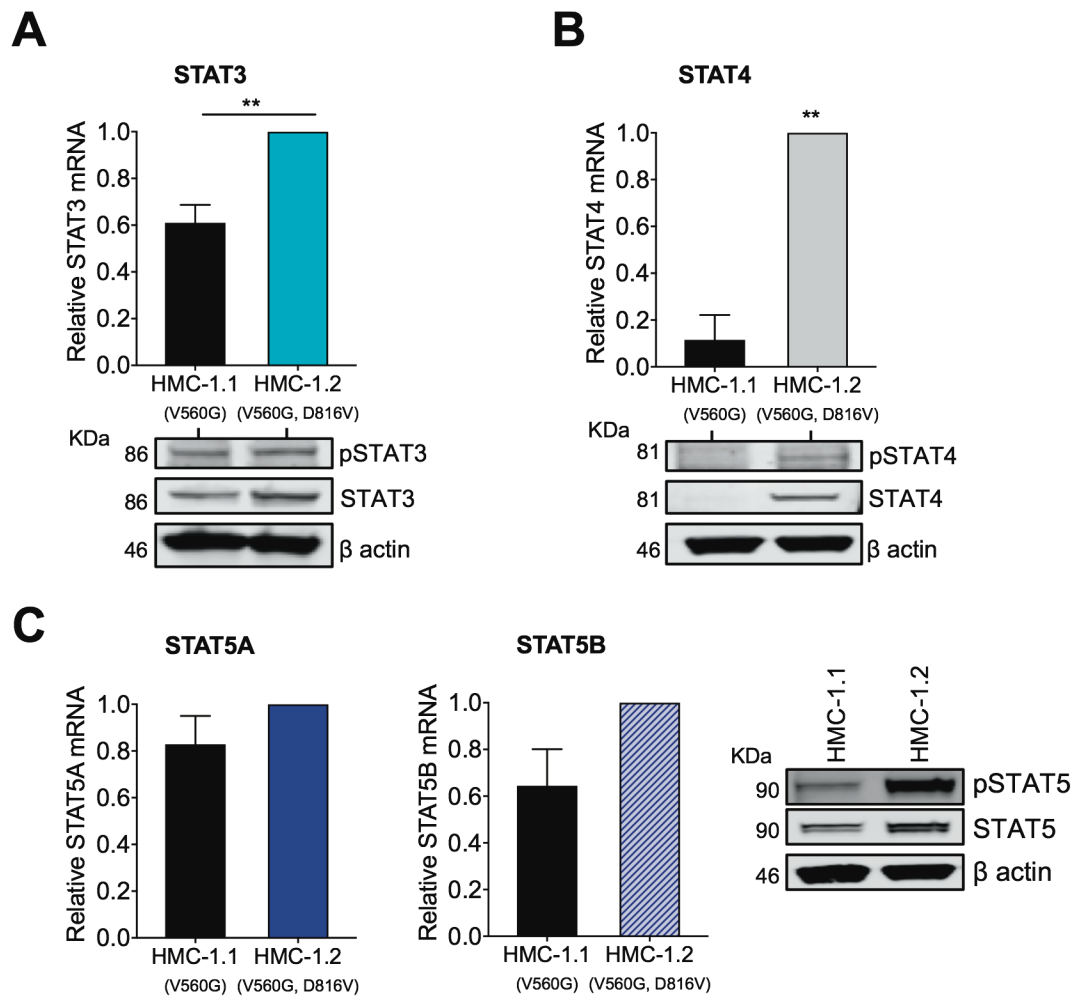 A
STAT3
**
Relative STAT3 mRNA
1.0
0.8
0.6
0.4
0.2
0.0
HMC-1.1 HMC-1.2
(V560G) (V560G, D816V)
KDa
86 pSTAT3
86 STAT3
46 β actin
B
STAT4
**
Relative STAT4 mRNA
1.0
0.8
0.6
0.4
0.2
0.0
HMC-1.1 HMC-1.2
(V560G) (V560G, D816V)
KDa
81 pSTAT4
81 STAT4
46 β actin
C
STAT5A
Relative STAT5A mRNA
1.0
0.8
0.6
0.4
0.2
0.0
HMC-1.1 HMC-1.2
(V560G) (V560G, D816V)
STAT5B
Relative STAT5B mRNA
1.0
0.8
0.6
0.4
0.2
0.0
HMC-1.1 HMC-1.2
(V560G) (V560G, D816V)
HMC-1.1
HMC-1.2
KDa
90 pSTAT5
90 STAT5
46 β actin